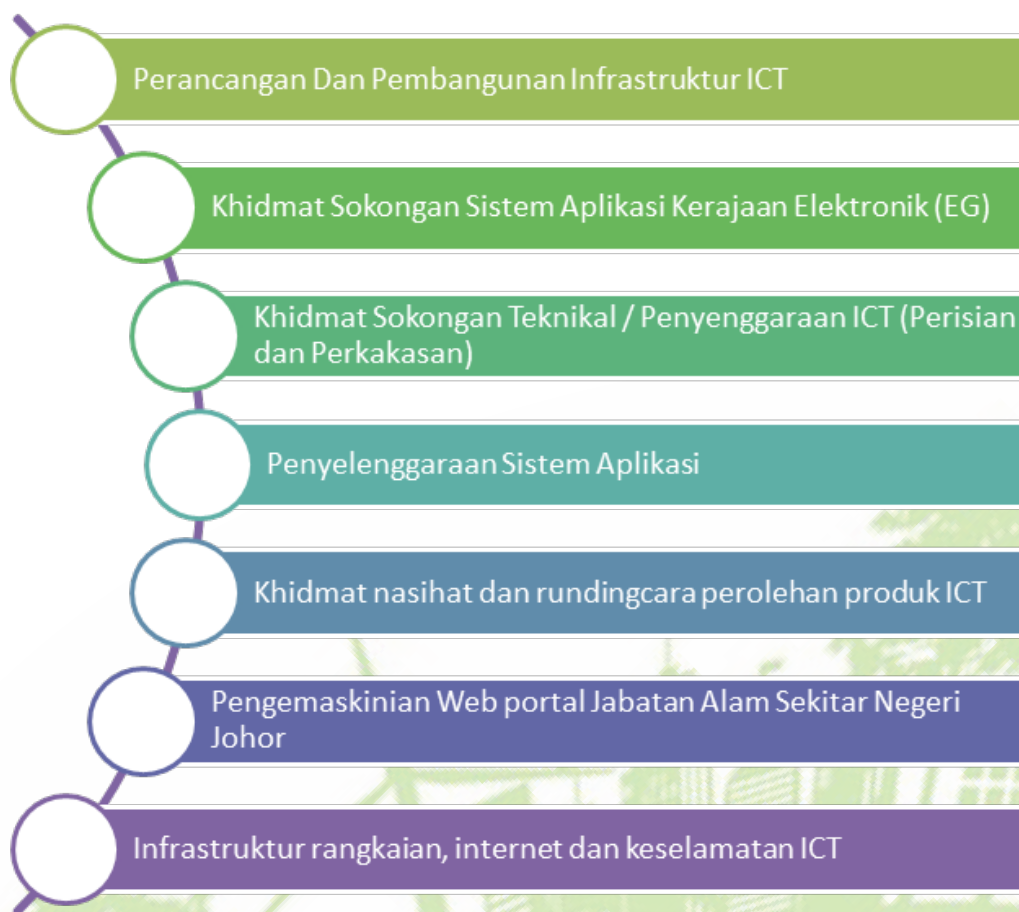 Perancangan Dan Pembangunan Infrastruktur ICT
Khidmat Sokongan Sistem Aplikasi Kerajaan Elektronik (EG)
Khidmat Sokongan Teknikal / Penyenggaraan ICT (Perisian
dan Perkakasan)
Penyelenggaraan Sistem Aplikasi
Khidmat nasihat dan rundingcara perolehan produk ICT
Pengemaskinian Web portal Jabatan Alam Sekitar Negeri
Johor
Infrastruktur rangkaian, internet dan keselamatan ICT